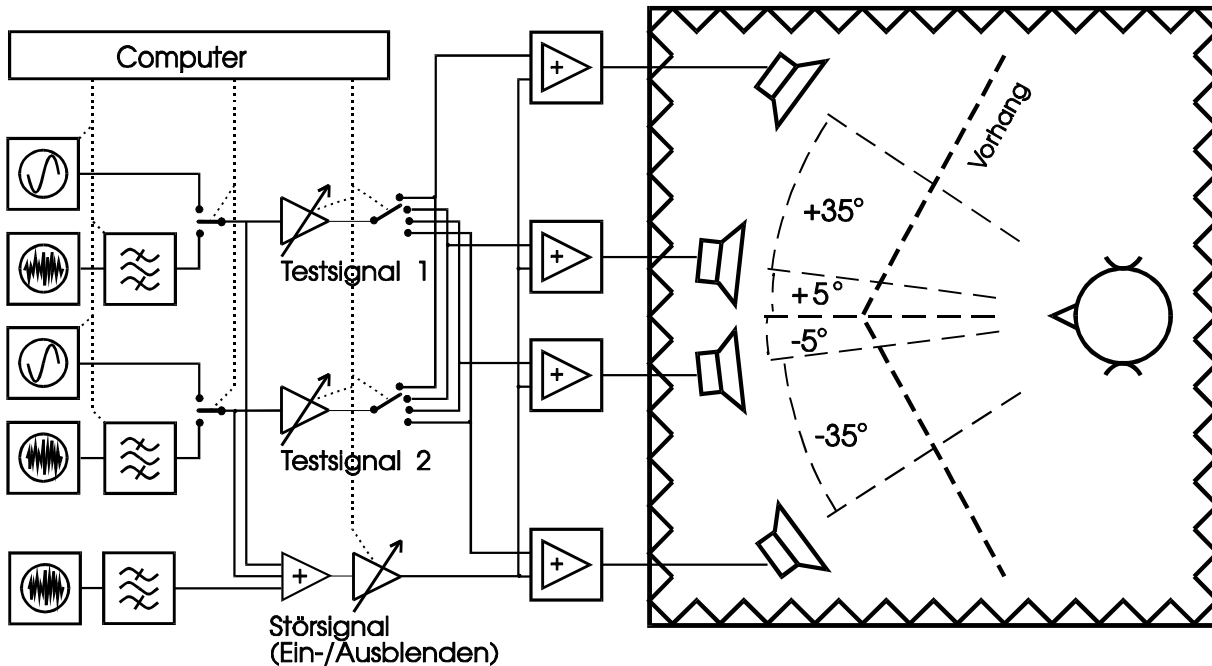 Computer
Testsignal 1
Testsignal 2
Störsignal
(Ein-/Ausblenden)
+
+
+
+
+
Vorhang
+35°
+5°
-5°
-35°